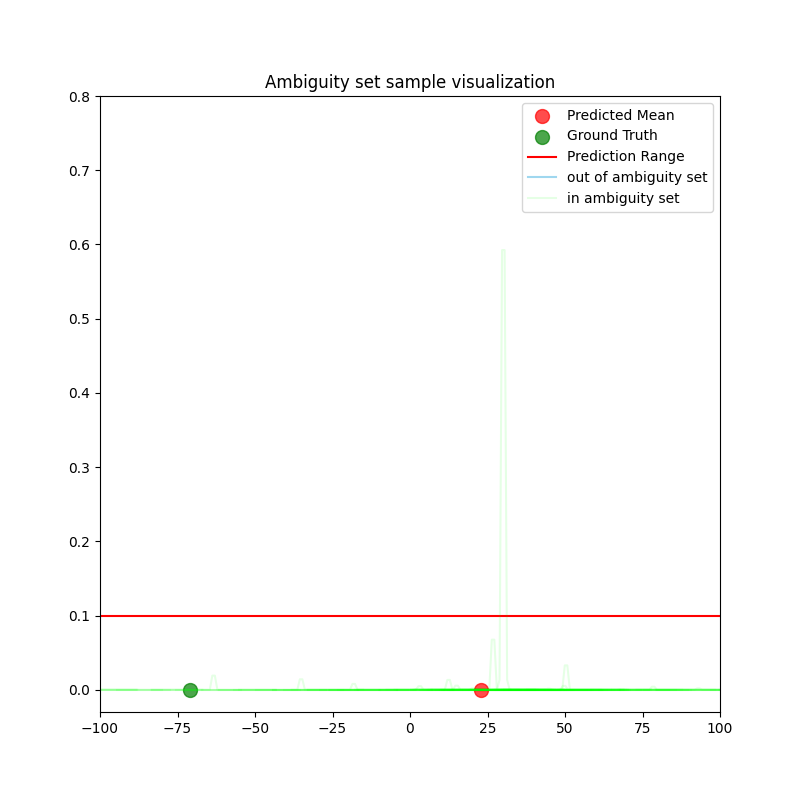 Ambiguity set sample visualization
0.8
0.7
0.6
0.5
0.4
0.3
0.2
0.1
0.0
Predicted Mean
Ground Truth
Prediction Range
out of ambiguity set
in ambiguity set
−100 −75 −50 −25 0 25 50 75 100